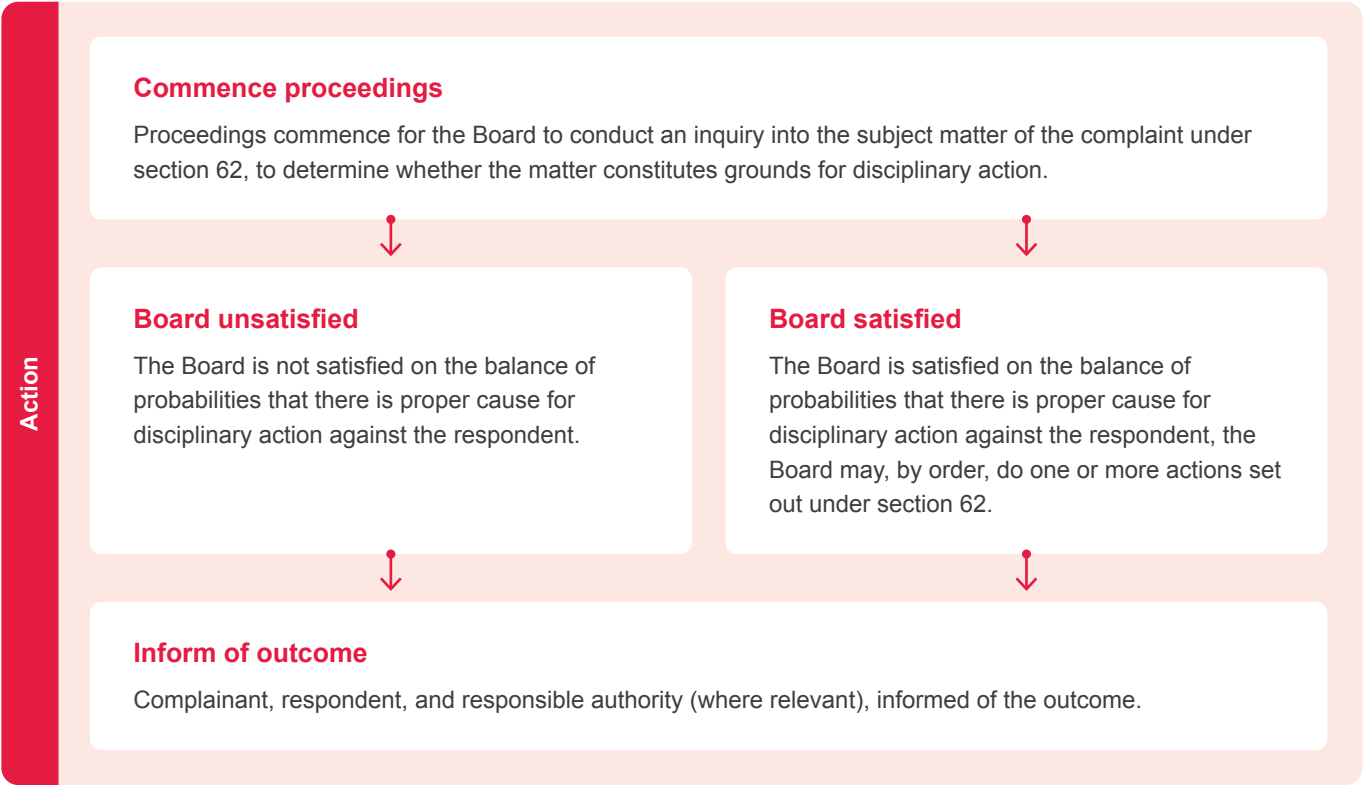 Action
Commence proceedings
Proceedings commence for the Board to conduct an inquiry into the subject matter of the complaint under
section 62, to determine whether the matter constitutes grounds for disciplinary action.
Board unsatisfied
The Board is not satisfied on the balance of
probabilities that there is proper cause for
disciplinary action against the respondent.
Board satisfied
The Board is satisfied on the balance of
probabilities that there is proper cause for
disciplinary action against the respondent, the
Board may, by order, do one or more actions set
out under section 62.
Inform of outcome
Complainant, respondent, and responsible authority (where relevant), informed of the outcome.